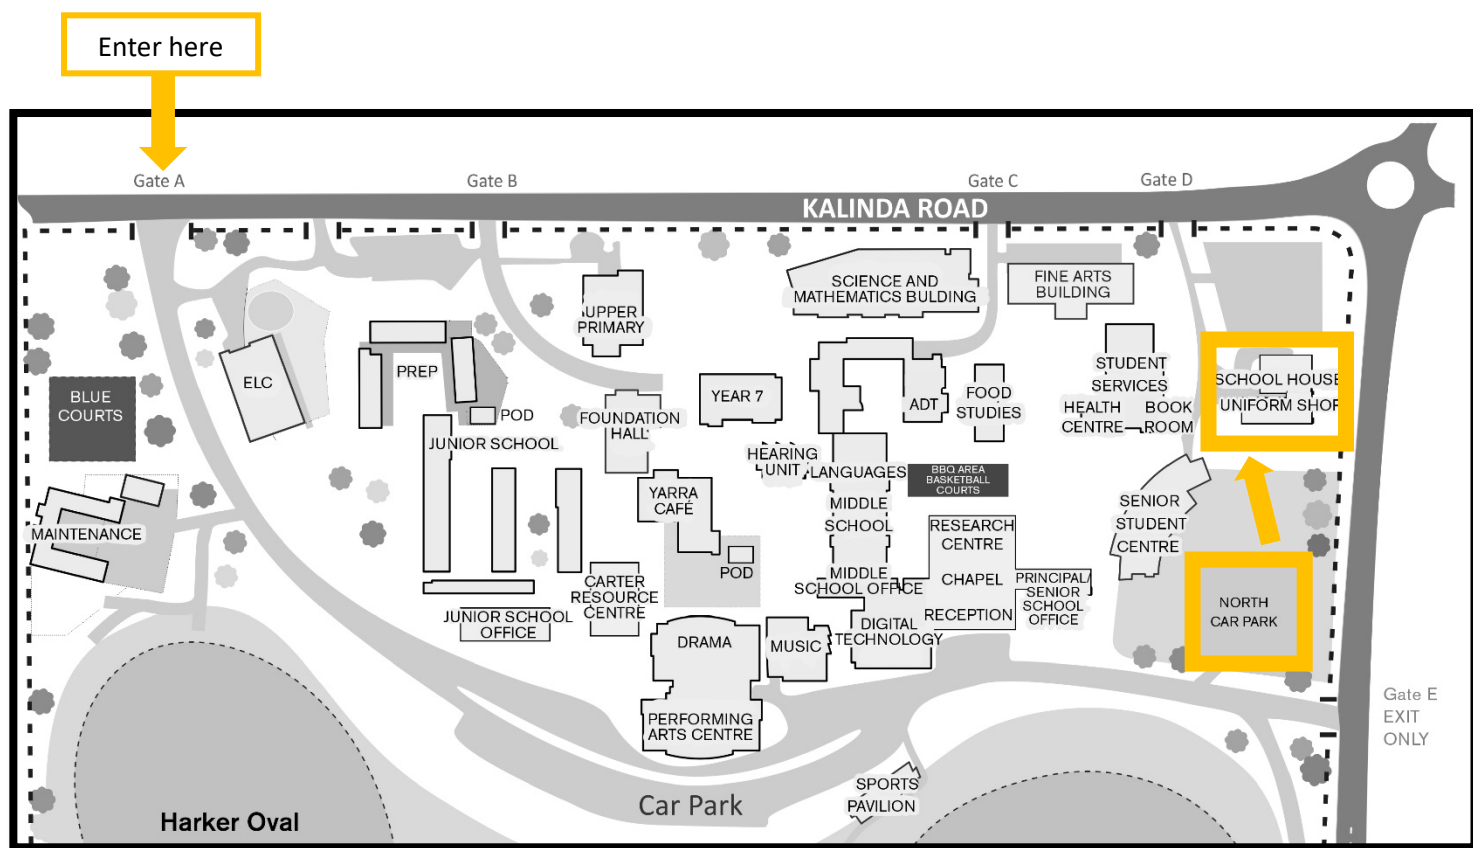 Enter here
Gate A
Gate B
Gate C
Gate D
KALINDA ROAD
SCIENCE AND
MATHEMATICS BULDING
FINE ARTS
BUILDING
UPPER
PRIMARY
STUDENT
SERVICES
HEALTH
CENTRE
BOOK
ROOM
SCHOOL HOUSE
UNIFORM SHOP
BLUE
COURTS
ELC
PREP
POD
JUNIOR SCHOOL
FOUNDATION
HALL
YEAR 7
ADT
FOOD
STUDIES
HEARING
UNIT
LANGUAGES
BBQ AREA
BASKETBALL
COURTS
YARRA
CAFÉ
MIDDLE
SCHOOL
SENIOR
STUDENT
CENTRE
MAINTENANCE
RESEARCH
CENTRE
POD
CARTER
RESOURCE
CENTRE
MIDDLE
SCHOOL OFFICE
CHAPEL
PRINCIPAL/
SENIOR
SCHOOL
OFFICE
NORTH
CAR PARK
JUNIOR SCHOOL
OFFICE
RECEPTION
DRAMA
MUSIC
DIGITAL
TECHNOLOGY
PERFORMING
ARTS CENTRE
Gate E
EXIT
ONLY
Car Park
SPORTS
PAVILION
Harker Oval